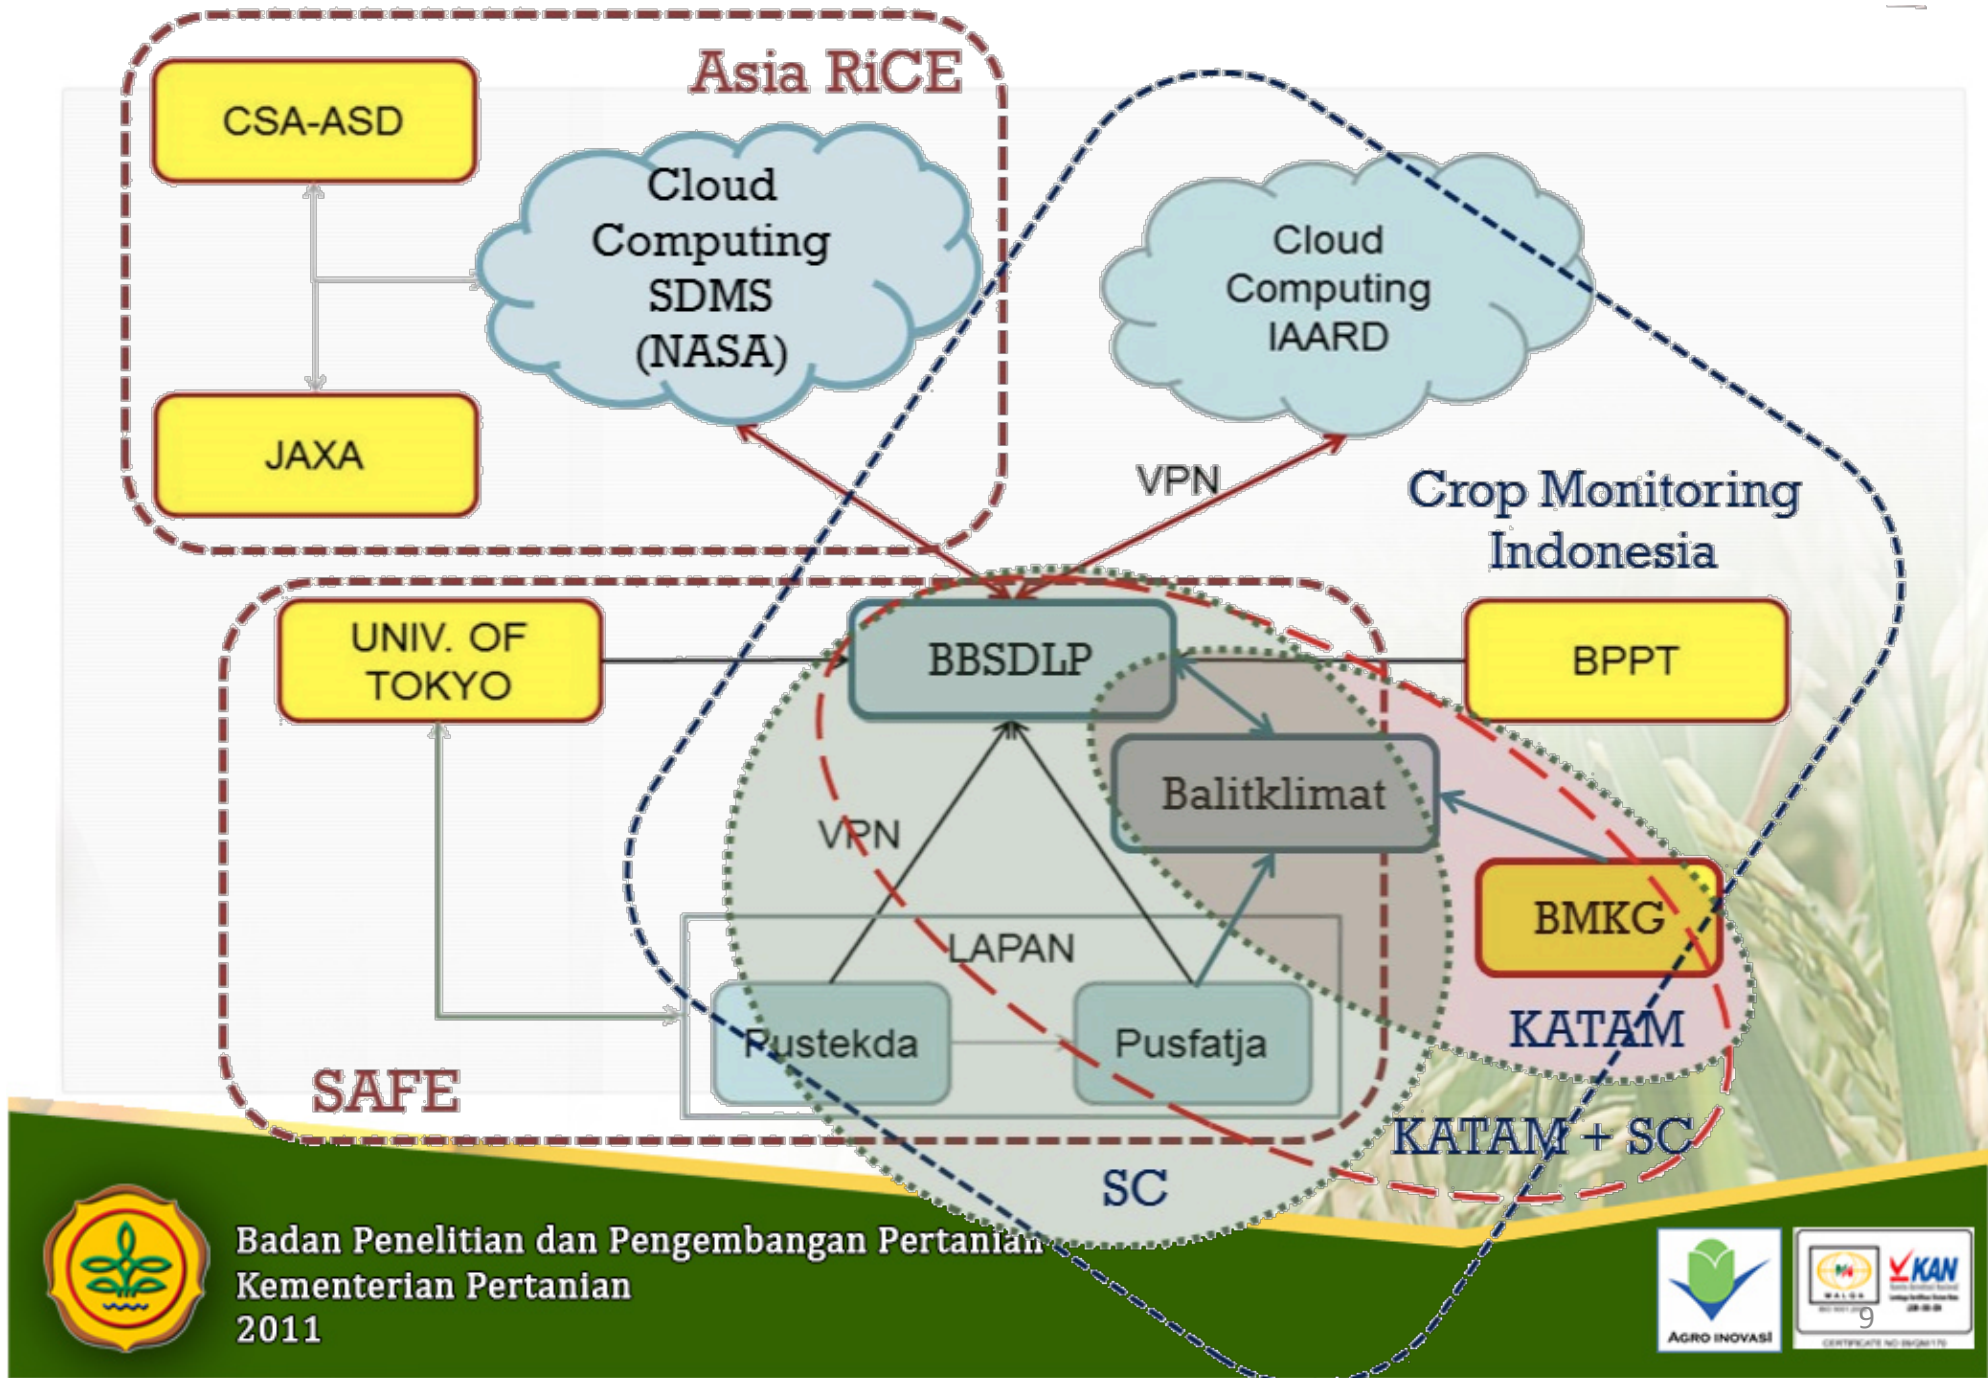 Asia RiCE
CSA-ASD
Cloud
Computing
SDMS
(NASA)
Cloud
Computing
IAARD
JAXA
VPN
Crop Monitoring
Indonesia
UNIV. OF
TOKYO
BBSDLP
BPPT
Balitklimat
VPN
BMKG
LAPAN
Pustekda
Pusfatja
KATAM
SAFE
KATAM + SC
SC
Badan Penelitian dan Pengembangan Pertanian
Kementerian Pertanian
2011
AGRO INOVASI
WALQA
KAN
9